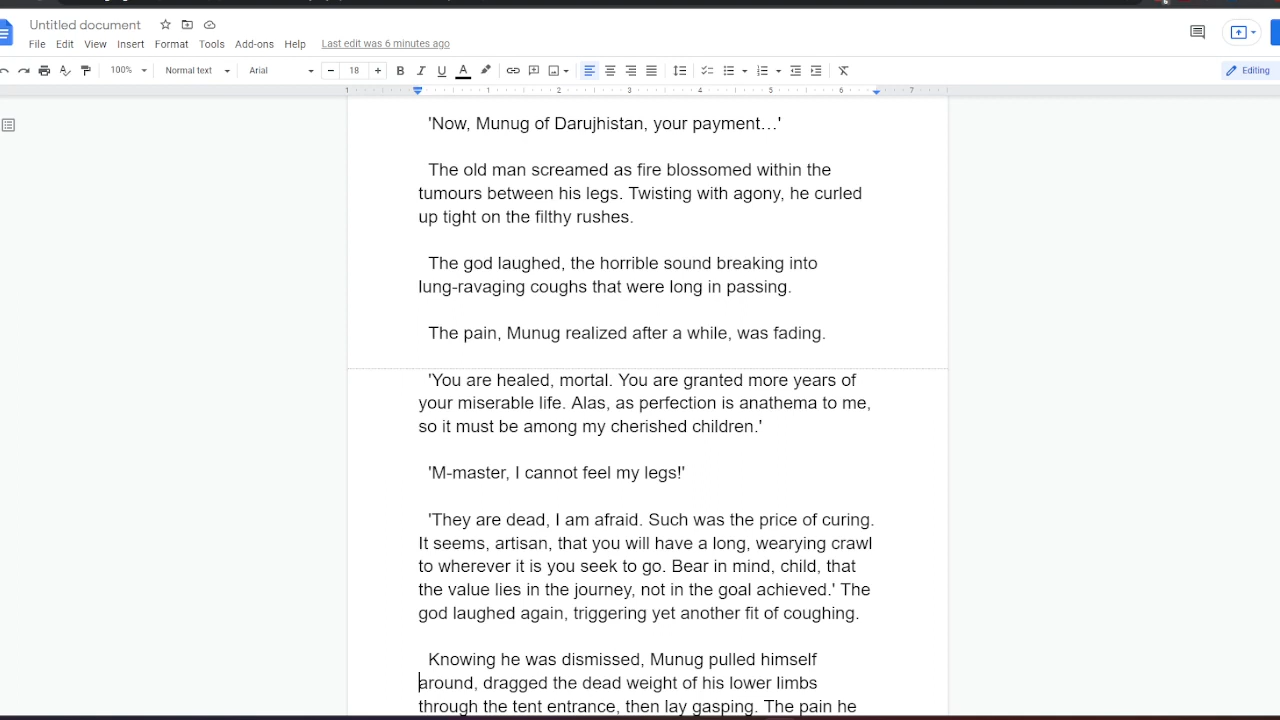 Untitled document
File Edit View Insert Format Tools Add-ons Help Last edit was 6 minutes ago
100% Normal text Arial 18 Editing
1 1 2 3 4 5 6 7
'Now, Munug of Darujhistan, your payment…'
The old man screamed as fire blossomed within the
tumours between his legs. Twisting with agony, he curled
up tight on the filthy rushes.
The god laughed, the horrible sound breaking into
lung-ravaging coughs that were long in passing.
The pain, Munug realized after a while, was fading.
'You are healed, mortal. You are granted more years of
your miserable life. Alas, as perfection is anathema to me,
so it must be among my cherished children.'
'M-master, I cannot feel my legs!'
'They are dead, I am afraid. Such was the price of curing.
It seems, artisan, that you will have a long, wearying crawl
to wherever it is you seek to go. Bear in mind, child, that
the value lies in the journey, not in the goal achieved.' The
god laughed again, triggering yet another fit of coughing.
Knowing he was dismissed, Munug pulled himself
around, dragged the dead weight of his lower limbs
through the tent entrance, then lay gasping. The pain he